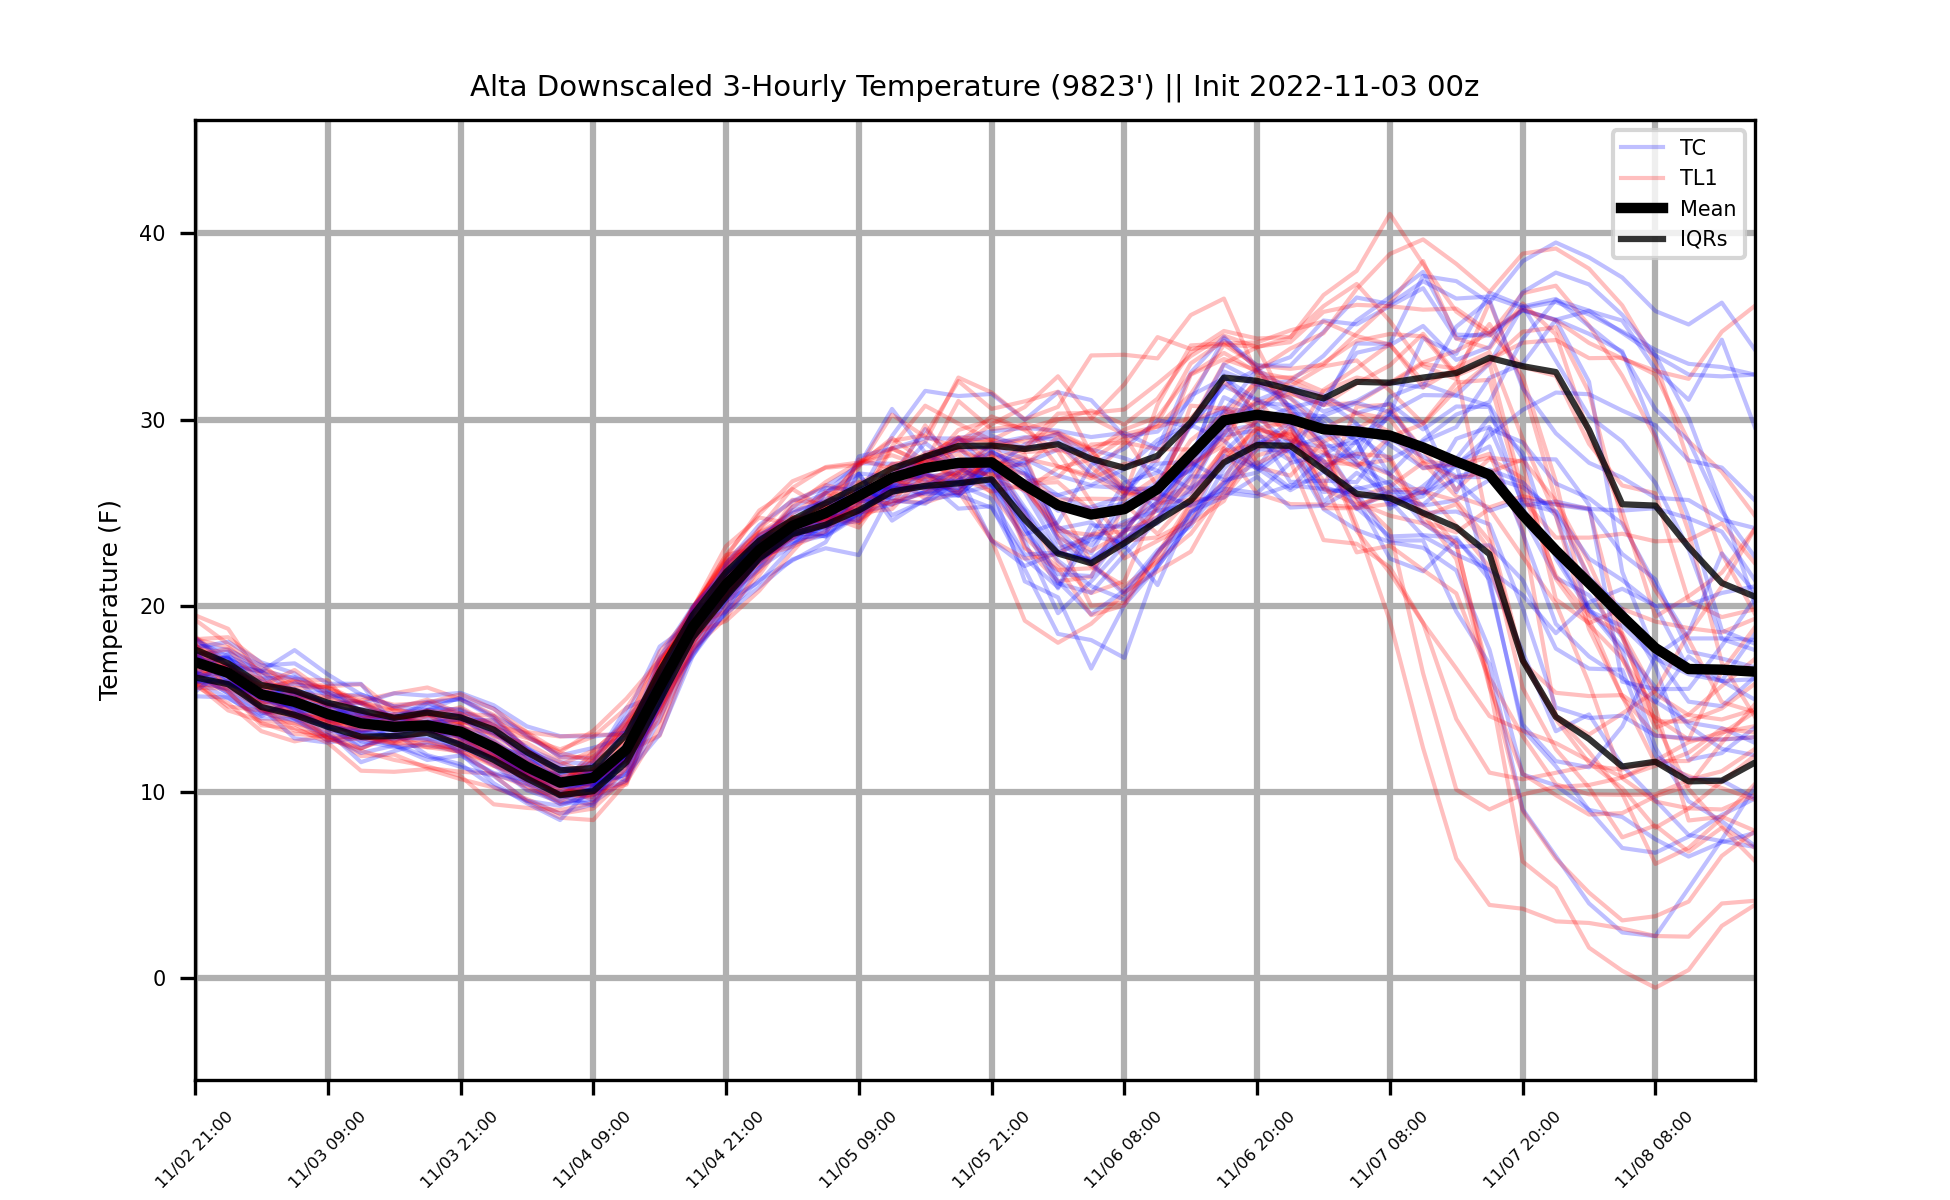 Alta Downscaled 3-Hourly Temperature (9823') || Init 2022-11-03 00z
TC
TL1
Mean
IQRs
Temperature (F)
40
30
20
10
0
11/02 21:00
11/03 09:00
11/03 21:00
11/04 09:00
11/04 21:00
11/05 09:00
11/05 21:00
11/06 08:00
11/06 20:00
11/07 08:00
11/07 20:00
11/08 08:00